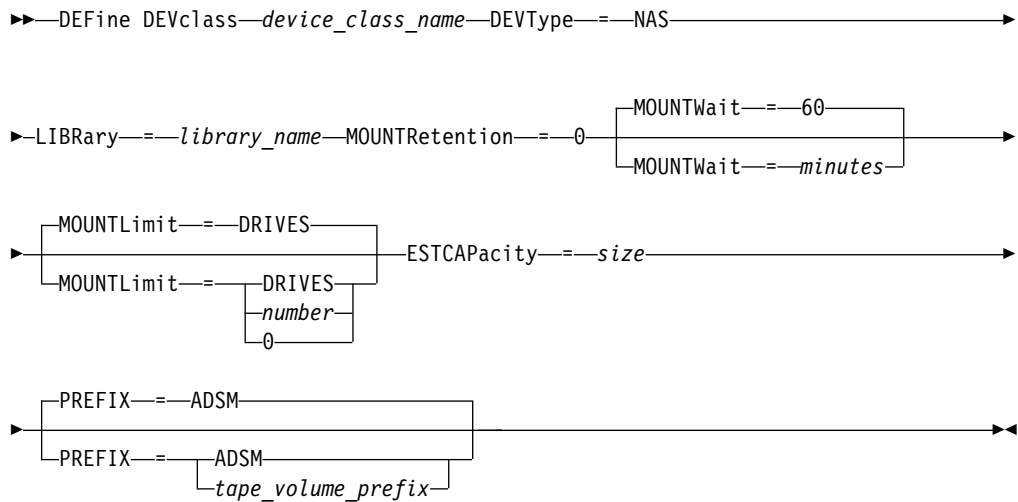 DEFine DEVclass device_class_name DEVType = NAS
MOUNTWait = 60
LIBRary = library_name MOUNTRetention = 0
MOUNTWait = minutes
MOUNTLimit = DRIVES
ESTCAPacity = size
MOUNTLimit = DRIVES
number
0
PREFIX = ADSM
PREFIX = ADSM
tape_volume_prefix